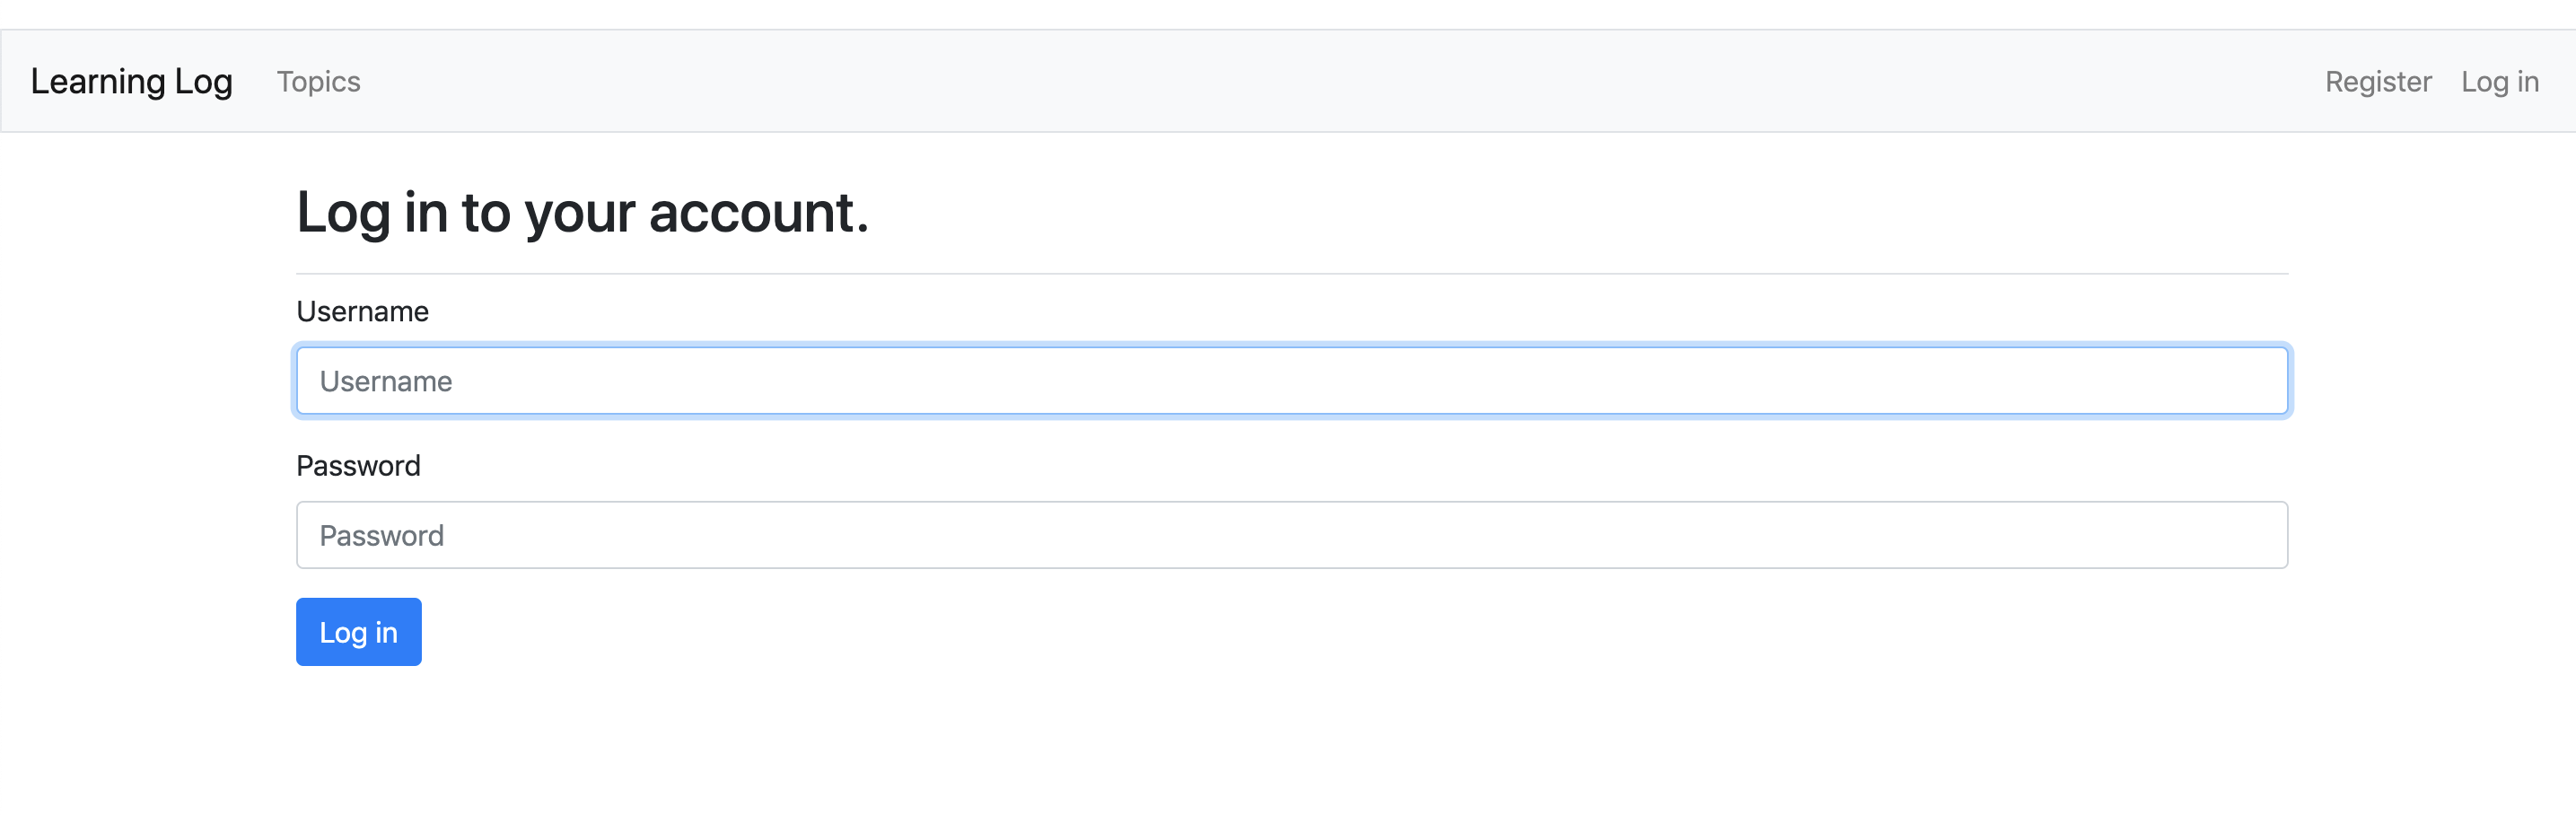 Learning Log Topics Register Log in
Log in to your account.
Username
Username
Password
Password
Log in